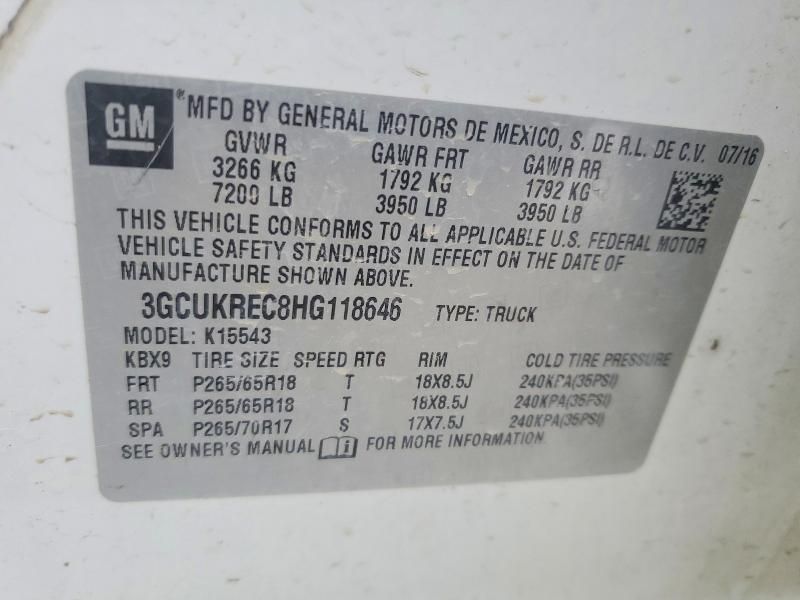 GM ® MFD BY GENERAL MOTORS DE MEXICO, S. DE R.L. DE C.V. 07/16
GVWR GAWR FRT GAWR RR
3266 KG 1792 KG 1792 KG
7200 LB 3950 LB 3950 LB
THIS VEHICLE CONFORMS TO ALL APPLICABLE U.S. FEDERAL MOTOR
VEHICLE SAFETY STANDARDS IN EFFECT ON THE DATE OF
MANUFACTURE SHOWN ABOVE.
3GCUKREC8HG118646 TYPE: TRUCK
MODEL: K15543
KBX9 TIRE SIZE SPEED RTG RIM COLD TIRE PRESSURE
FRT P265/65R18 T 18X8.5J 240KPA(35PSI)
RR P265/65R18 T 18X8.5J 240KPA(35PSI)
SPA P265/70R17 S 17X7.5J 240KPA(35PSI)
SEE OWNER'S MANUAL FOR MORE INFORMATION.